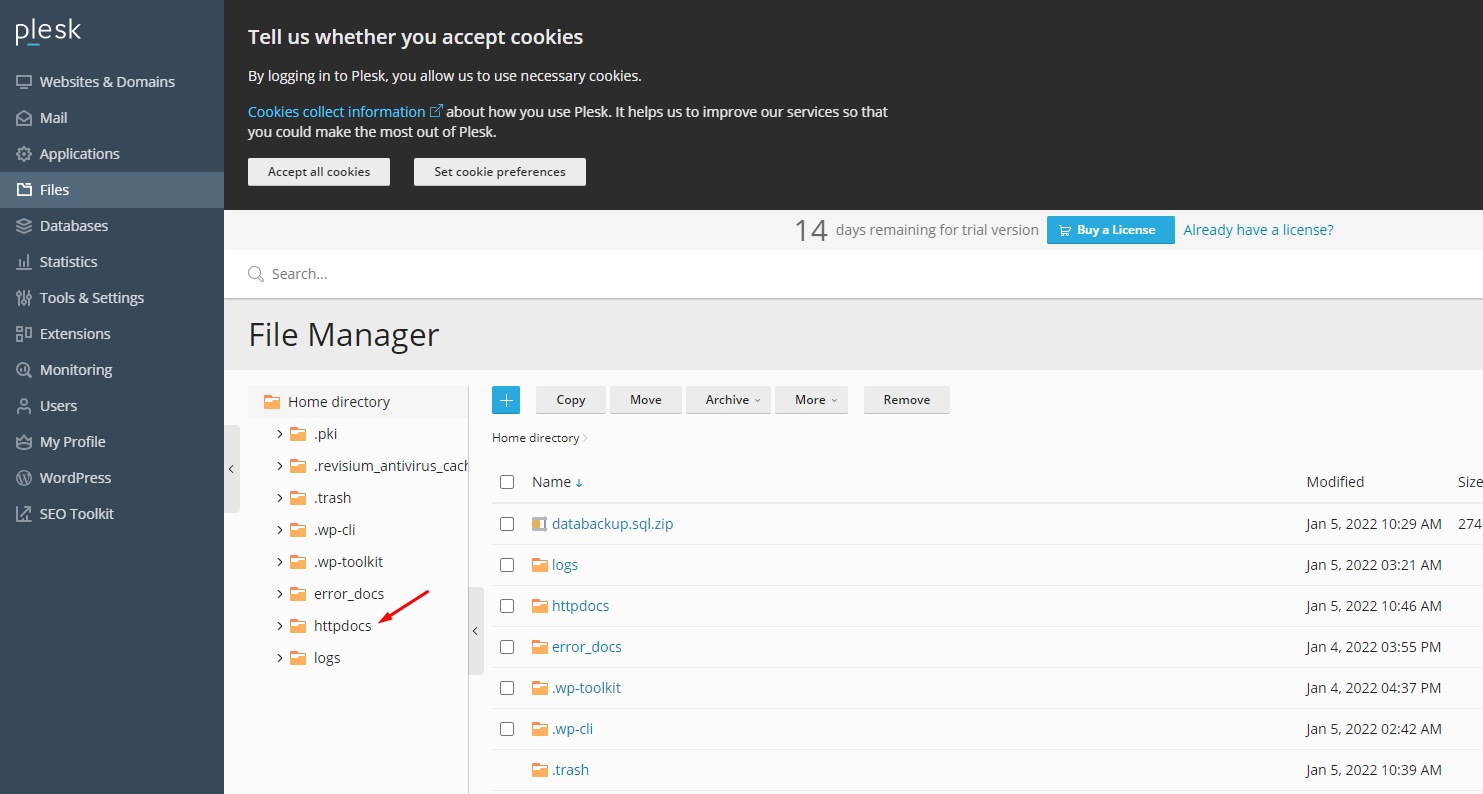 plesk
Websites & Domains
Mail
Applications
Files
Databases
Statistics
Tools & Settings
Extensions
Monitoring
Users
My Profile
WordPress
SEO Toolkit
Tell us whether you accept cookies
By logging in to Plesk, you allow us to use necessary cookies.
Cookies collect information about how you use Plesk. It helps us to improve our services so that
you could make the most out of Plesk.
Accept all cookies Set cookie preferences
14 days remaining for trial version Buy a License Already have a license?
Search...
File Manager
Home directory
.pki
.revisium_antivirus_cach
.trash
.wp-cli
.wp-toolkit
error_docs
httpdocs
logs
Copy Move Archive More Remove
Home directory
Name Modified Size
databackup.sql.zip Jan 5, 2022 10:29 AM 274
logs Jan 5, 2022 03:21 AM
httpdocs Jan 5, 2022 10:46 AM
error_docs Jan 4, 2022 03:55 PM
.wp-toolkit Jan 4, 2022 04:37 PM
.wp-cli Jan 5, 2022 02:42 AM
.trash Jan 5, 2022 10:39 AM